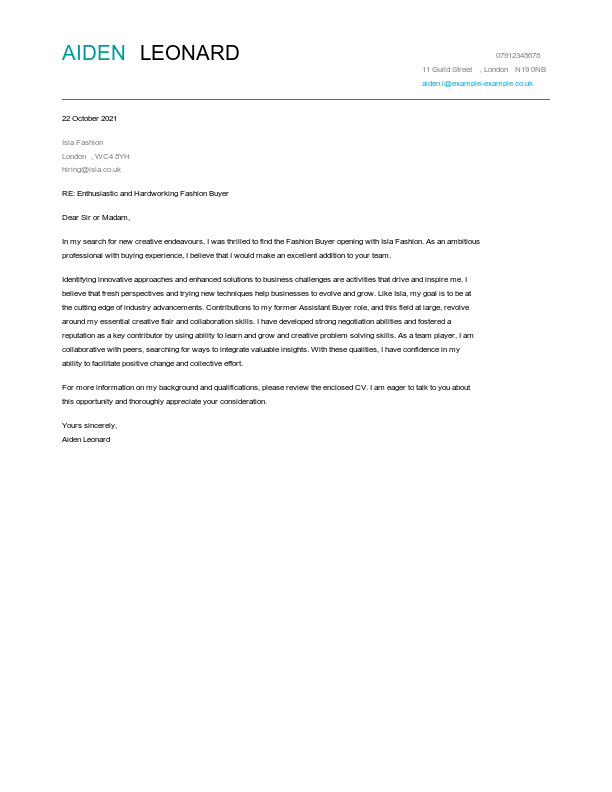 AIDEN LEONARD
07912345678
11 Guild Street , London N19 0NB
aiden.l@example-example.co.uk
22 October 2021
Isla Fashion
London , WC4 5YH
hiring@isla.co.uk
RE: Enthusiastic and Hardworking Fashion Buyer
Dear Sir or Madam,
In my search for new creative endeavours, I was thrilled to find the Fashion Buyer opening with Isla Fashion. As an ambitious
professional with buying experience, I believe that I would make an excellent addition to your team.
Identifying innovative approaches and enhanced solutions to business challenges are activities that drive and inspire me. I
believe that fresh perspectives and trying new techniques help businesses to evolve and grow. Like Isla, my goal is to be at
the cutting edge of industry advancements. Contributions to my former Assistant Buyer role, and this field at large, revolve
around my essential creative flair and collaboration skills. I have developed strong negotiation abilities and fostered a
reputation as a key contributor by using ability to learn and grow and creative problem solving skills. As a team player, I am
collaborative with peers, searching for ways to integrate valuable insights. With these qualities, I have confidence in my
ability to facilitate positive change and collective effort.
For more information on my background and qualifications, please review the enclosed CV. I am eager to talk to you about
this opportunity and thoroughly appreciate your consideration.
Yours sincerely,
Aiden Leonard